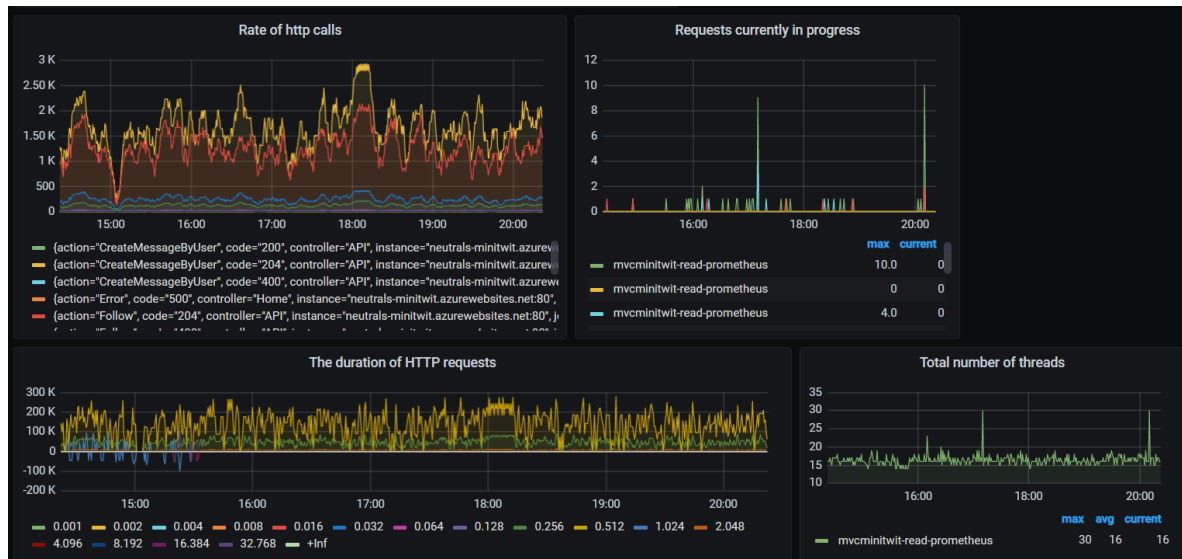 Rate of http calls
3 K
2.50 K
2 K
1.50 K
1 K
500
0
15:00 16:00 17:00 18:00 19:00 20:00
{action="CreateMessageByUser", code="200", controller="API", instance="neutrals-minitwit.azurewe
{action="CreateMessageByUser", code="204", controller="API", instance="neutrals-minitwit.azurewe
{action="CreateMessageByUser", code="400", controller="API", instance="neutrals-minitwit.azurewe
{action="Error", code="500", controller="Home", instance="neutrals-minitwit.azurewebsites.net:80",
{action="Follow", code="204", controller="API", instance="neutrals-minitwit.azurewebsites.net:80", j
Requests currently in progress
12
10
8
6
4
2
0
16:00 18:00 20:00
max current
mvcminitwit-read-prometheus 10.0 0
mvcminitwit-read-prometheus 0 0
mvcminitwit-read-prometheus 4.0 0
The duration of HTTP requests
300 K
200 K
100 K
0
-100 K
-200 K
15:00 16:00 17:00 18:00 19:00 20:00
0.001 0.002 0.004 0.008 0.016 0.032 0.064 0.128 0.256 0.512 1.024 2.048
4.096 8.192 16.384 32.768 +Inf
Total number of threads
35
30
25
20
15
10
16:00 18:00 20:00
max avg current
mvcminitwit-read-prometheus 30 16 16